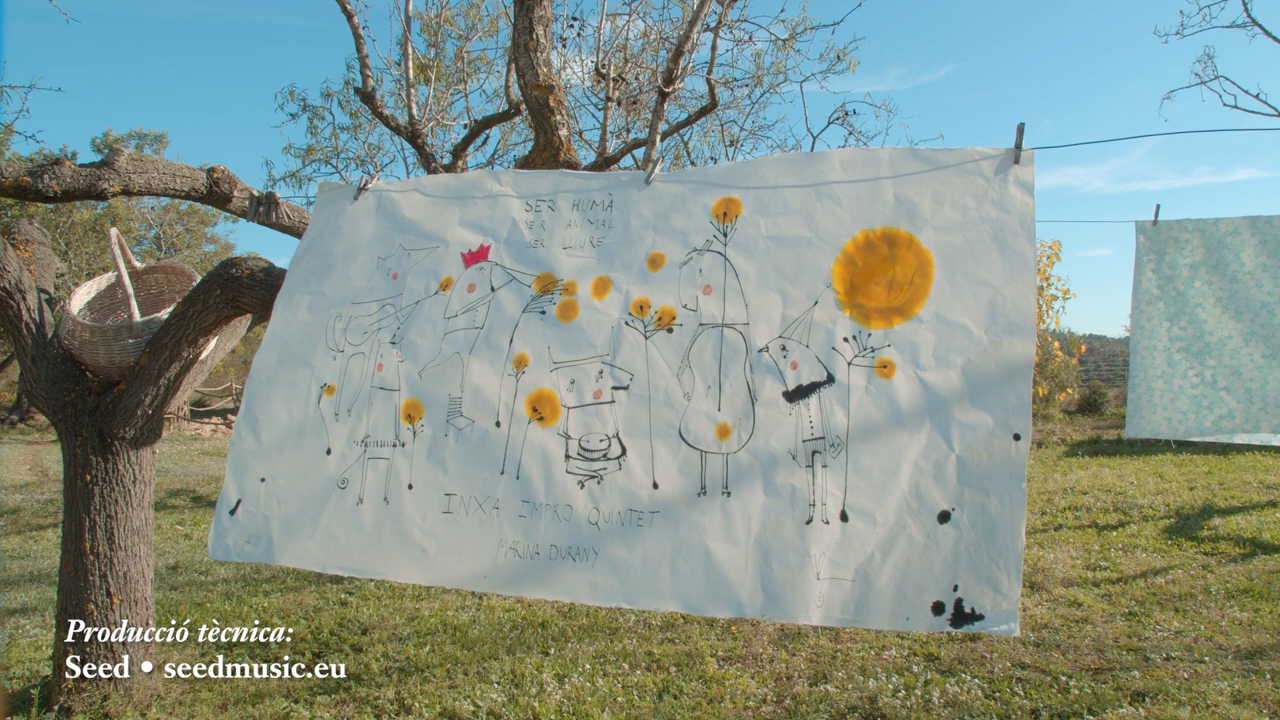 SER HUMÀ
SER ANIMAL
SER LLIURE
INXA IMPRO QUINTET
MARINA DURANY
Producció tècnica:
Seed • seedmusic.eu